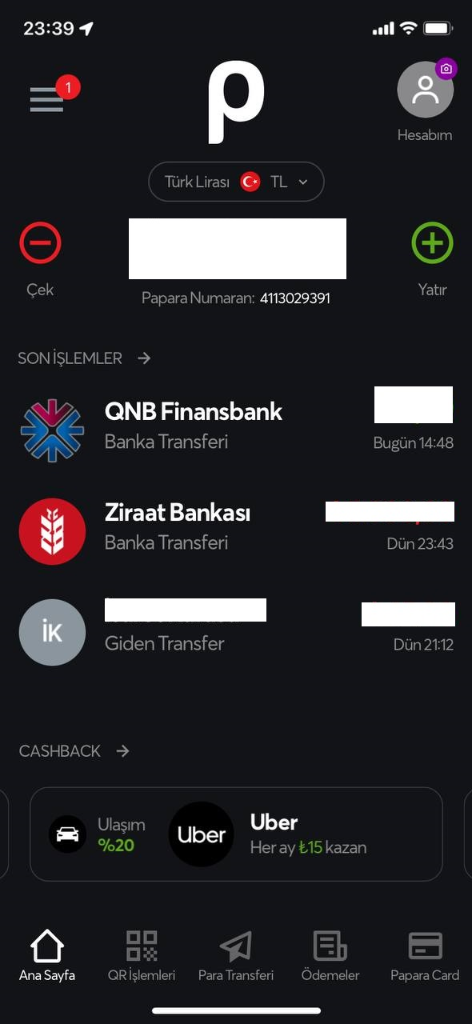 23:39
1
ρ
Hesabım
Türk Lirası TL
Çek
Papara Numaran: 4113029391
Yatır
SON İŞLEMLER →
QNB Finansbank
Banka Transferi
Bugün 14:48
Ziraat Bankası
Banka Transferi
Dün 23:43
İK
Giden Transfer
Dün 21:12
CASHBACK →
Ulaşım
%20
Uber
Uber
Her ay ₺15 kazan
Ana Sayfa
QR İşlemleri
Para Transferi
Ödemeler
Papara Card